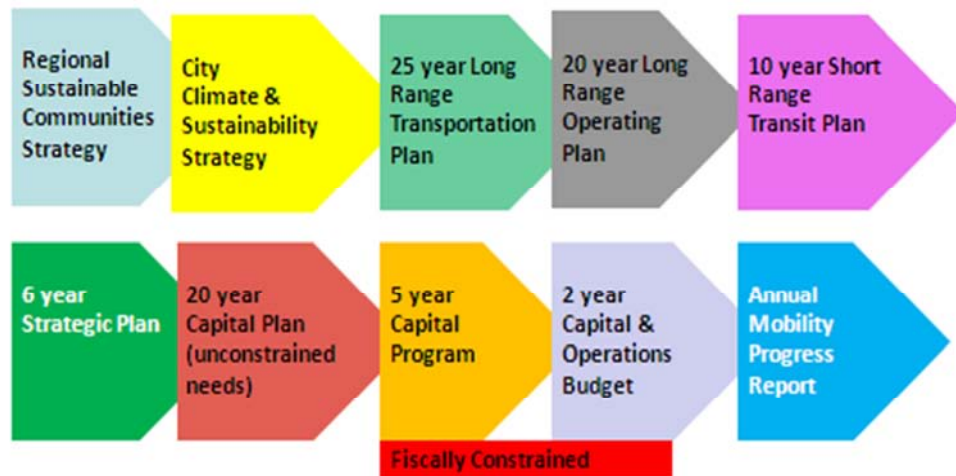 Regional
Sustainable
Communities
Strategy
City
Climate &
Sustainability
Strategy
25 year Long
Range
Transportation
Plan
20 year Long
Range
Operating
Plan
10 year Short
Range
Transit Plan
6 year
Strategic Plan
20 year
Capital Plan
(unconstrained
needs)
5 year
Capital
Program
2 year
Capital &
Operations
Budget
Annual
Mobility
Progress
Report
Fiscally Constrained